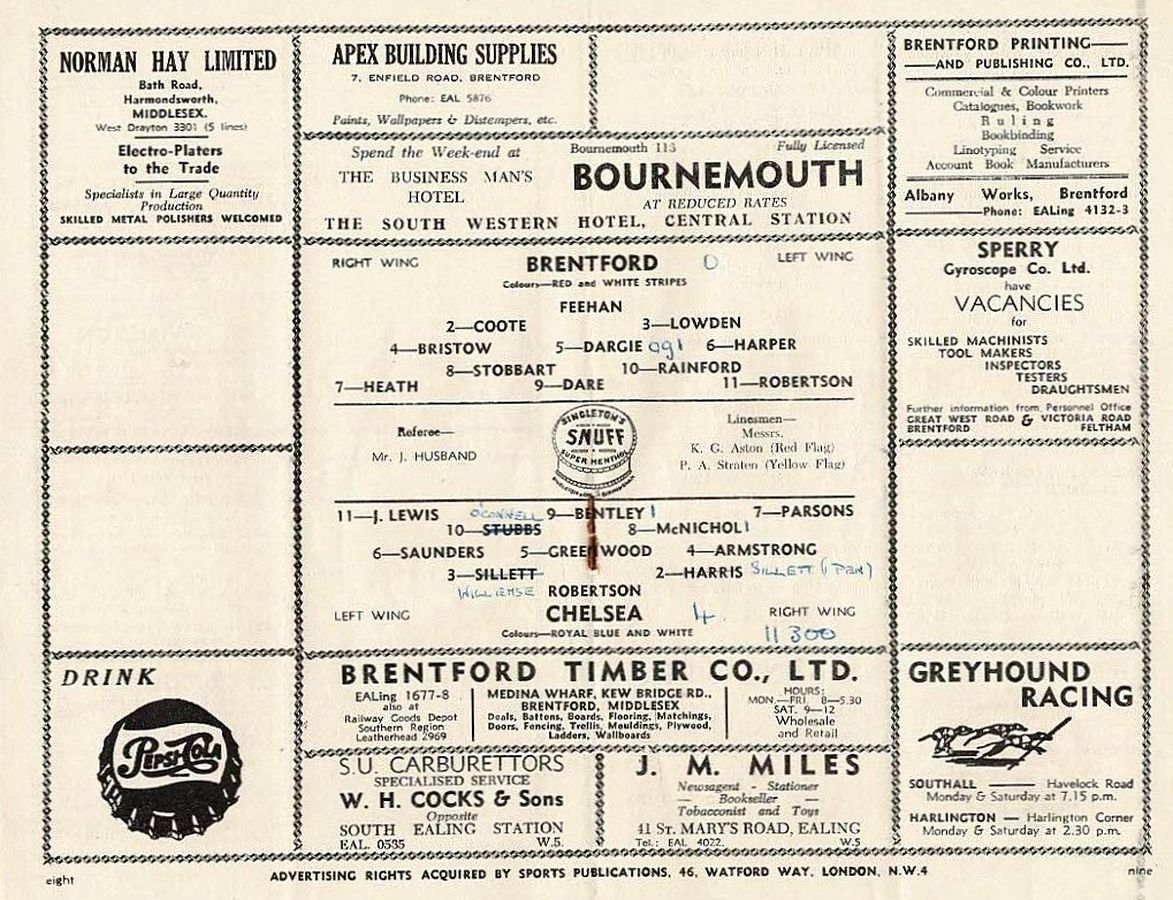 NORMAN HAY LIMITED
Bath Road,
Harmondsworth,
MIDDLESEX.
West Drayton 3301 (5 lines)
Electro-Platers
to the Trade
Specialists in Large Quantity
Production
SKILLED METAL POLISHERS WELCOMED
APEX BUILDING SUPPLIES
7, ENFIELD ROAD, BRENTFORD
Phone: EAL 5876
Paints, Wallpapers & Distempers, etc.
BRENTFORD PRINTING—
—AND PUBLISHING CO., LTD.
Commercial & Colour Printers
Catalogues, Bookwork
Ruling
Bookbinding
Linotyping Service
Account Book Manufacturers
Albany Works, Brentford
—Phone: EALing 4132-3
Spend the Week-end at
THE BUSINESS MAN'S
HOTEL
Bournemouth 113 Fully Licensed
BOURNEMOUTH
AT REDUCED RATES
THE SOUTH WESTERN HOTEL, CENTRAL STATION
SPERRY
Gyroscope Co. Ltd.
have
VACANCIES
for
SKILLED MACHINISTS
TOOL MAKERS
INSPECTORS
TESTERS
DRAUGHTSMEN
Further information from Personnel Office
GREAT WEST ROAD & VICTORIA ROAD
BRENTFORD FELTHAM
RIGHT WING BRENTFORD 0 LEFT WING
Colours—RED and WHITE STRIPES
FEEHAN
2—COOTE 3—LOWDEN
4—BRISTOW 5—DARGIE og1 6—HARPER
8—STOBBART 10—RAINFORD
7—HEATH 9—DARE 11—ROBERTSON
Referee—
Mr. J. HUSBAND
SINGLETON'S
SNUFF
SUPER MENTHOL
Linesmen—
Messrs.
K. G. Aston (Red Flag)
P. A. Straten (Yellow Flag)
11—J. LEWIS O'CONNELL 9—BENTLEY 1 7—PARSONS
10—STUBBS 8—McNICHOL 1
6—SAUNDERS 5—GREENWOOD 4—ARMSTRONG
3—SILLETT 2—HARRIS SILLETT (1 PEN)
WILLEMSE ROBERTSON
LEFT WING CHELSEA 4. RIGHT WING
Colours—ROYAL BLUE AND WHITE 11 300
DRINK
PEPSI-COLA
BRENTFORD TIMBER CO., LTD.
EALing 1677-8
also at
Railway Goods Depot
Southern Region
Leatherhead 2969
MEDINA WHARF, KEW BRIDGE RD.,
BRENTFORD, MIDDLESEX
Deals, Battens, Boards, Flooring, Matchings,
Doors, Fencing, Trellis, Mouldings, Plywood,
Ladders, Wallboards
HOURS:
MON.—FRI. 8—5.30
SAT. 9—12
Wholesale
and Retail
S.U. CARBURETTORS
SPECIALISED SERVICE
W. H. COCKS & Sons
Opposite
SOUTH EALING STATION
EAL. 0535 W.5.
J. M. MILES
Newsagent - Stationer
— Bookseller —
Tobacconist and Toys
41 ST. MARY'S ROAD, EALING
Tel.: EAL 4022. W.5
GREYHOUND
RACING
SOUTHALL — Havelock Road
Monday & Saturday at 7.15 p.m.
HARLINGTON — Harlington Corner
Monday & Saturday at 2.30 p.m.
eight ADVERTISING RIGHTS ACQUIRED BY SPORTS PUBLICATIONS, 46, WATFORD WAY, LONDON, N.W.4 nine